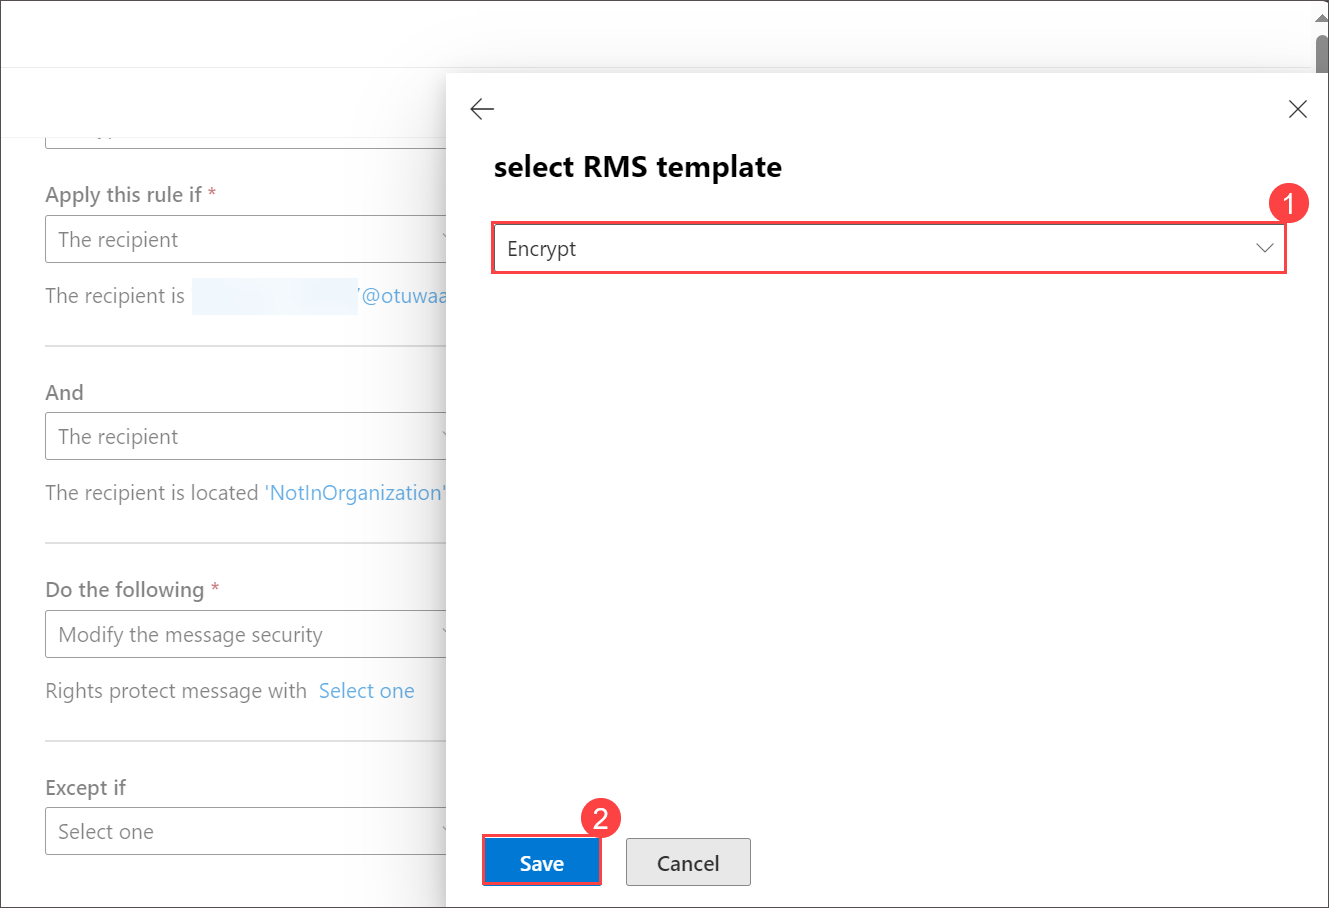 Apply this rule if *
The recipient
The recipient is @otuwaa
And
The recipient
The recipient is located 'NotInOrganization'
Do the following *
Modify the message security
Rights protect message with Select one
Except if
Select one
select RMS template
1
Encrypt
2
Save
Cancel